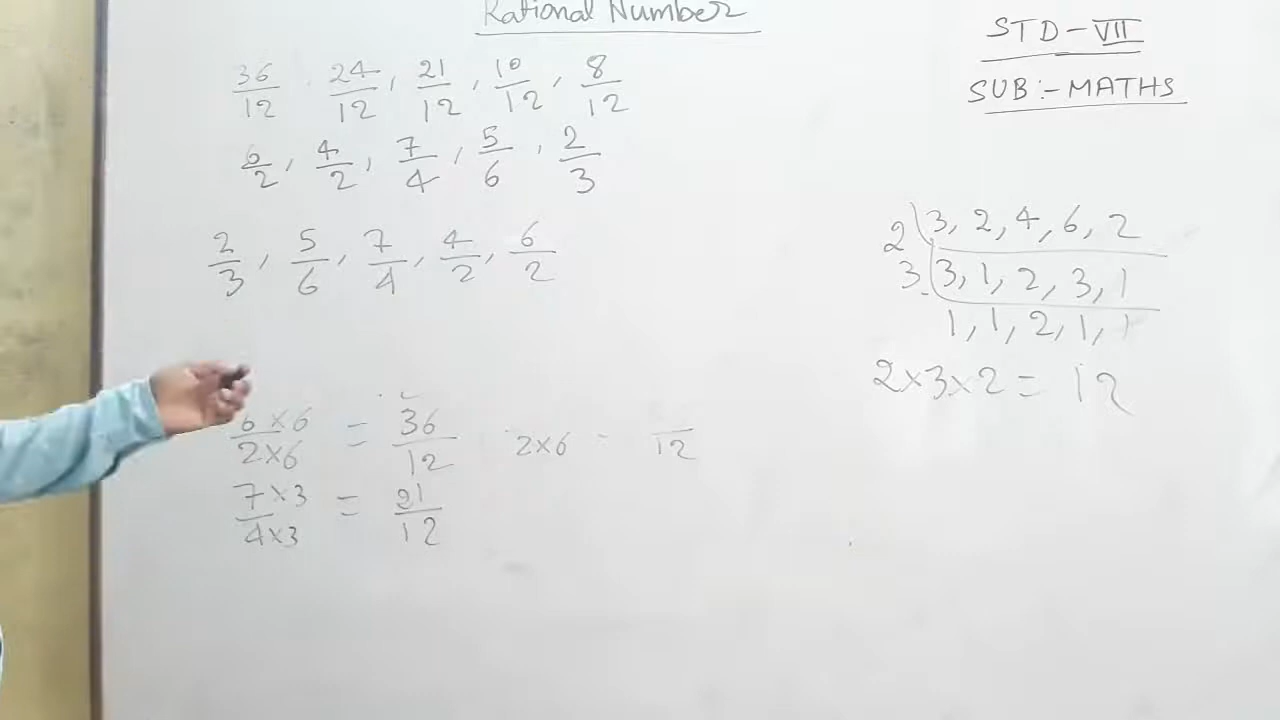 Rational Number
STD - VII
SUB :- MATHS
36/12 , 24/12 , 21/12 , 10/12 , 8/12
6/2 , 4/2 , 7/4 , 5/6 , 2/3
2/3 , 5/6 , 7/4 , 4/2 , 6/2
2 3, 2, 4, 6, 2
3 3, 1, 2, 3, 1
1, 1, 2, 1, 1
2×3×2 = 12
6×6/2×6 = 36/12 2×6 = /12
7×3/4×3 = 21/12